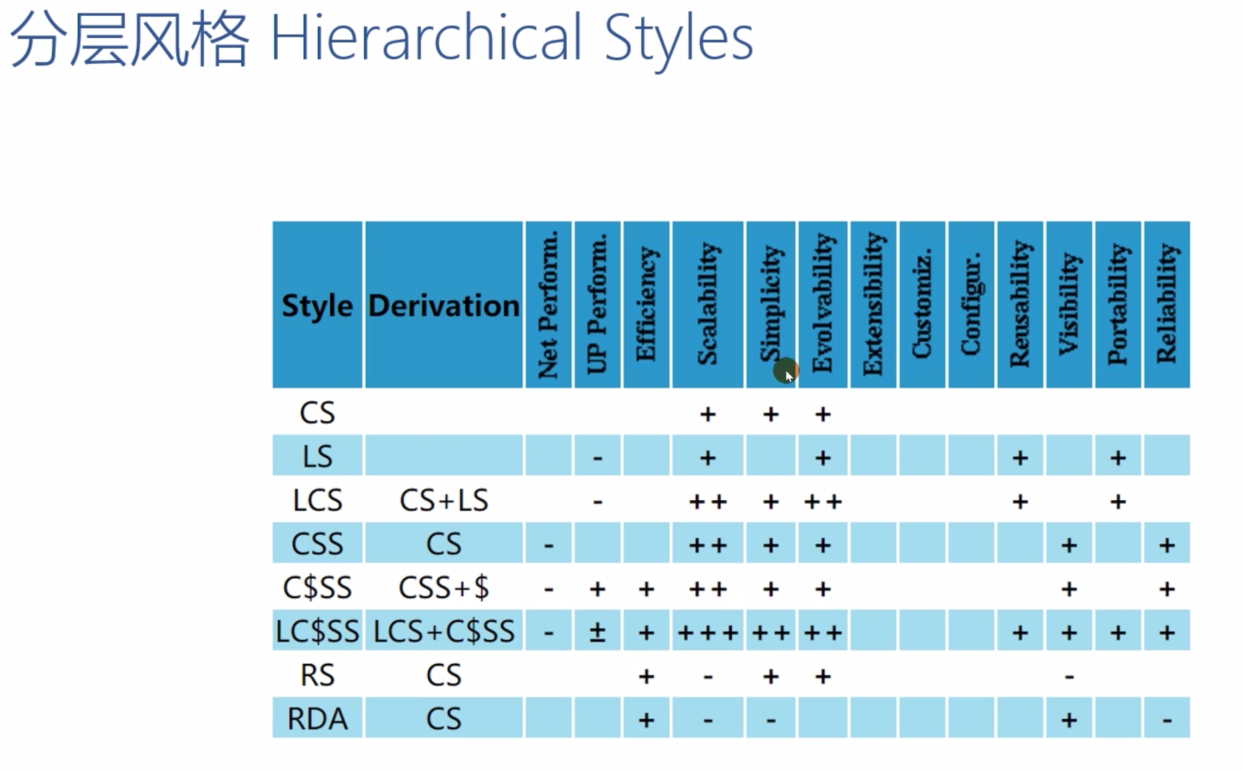 分层风格 Hierarchical Styles
Style Derivation Net Perform. UP Perform. Efficiency Scalability Simplicity Evolvability Extensibility Customiz. Configur. Reusability Visibility Portability Reliability
CS + + +
LS - + + + +
LCS CS+LS - ++ + ++ + +
CSS CS - ++ + + + +
C$SS CSS+$ - + + ++ + + + +
LC$SS LCS+C$SS - ± + +++ ++ ++ + + + +
RS CS + - + + -
RDA CS + - - + -